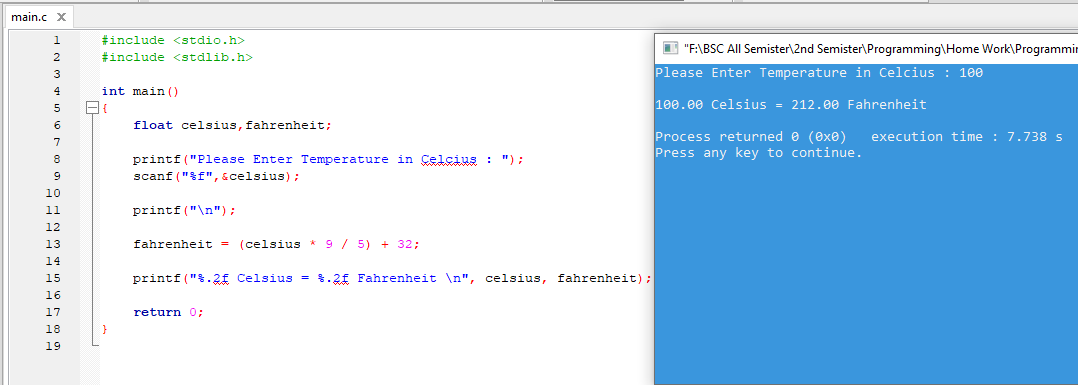 main.c X
1 #include <stdio.h>
2 #include <stdlib.h>
3
4 int main()
5 {
6 float celsius,fahrenheit;
7
8 printf("Please Enter Temperature in Celcius : ");
9 scanf("%f",&celsius);
10
11 printf("\n");
12
13 fahrenheit = (celsius * 9 / 5) + 32;
14
15 printf("%.2f Celsius = %.2f Fahrenheit \n", celsius, fahrenheit);
16
17 return 0;
18 }
19
"F:\BSC All Semister\2nd Semister\Programming\Home Work\Programmin
Please Enter Temperature in Celcius : 100
100.00 Celsius = 212.00 Fahrenheit
Process returned 0 (0x0) execution time : 7.738 s
Press any key to continue.